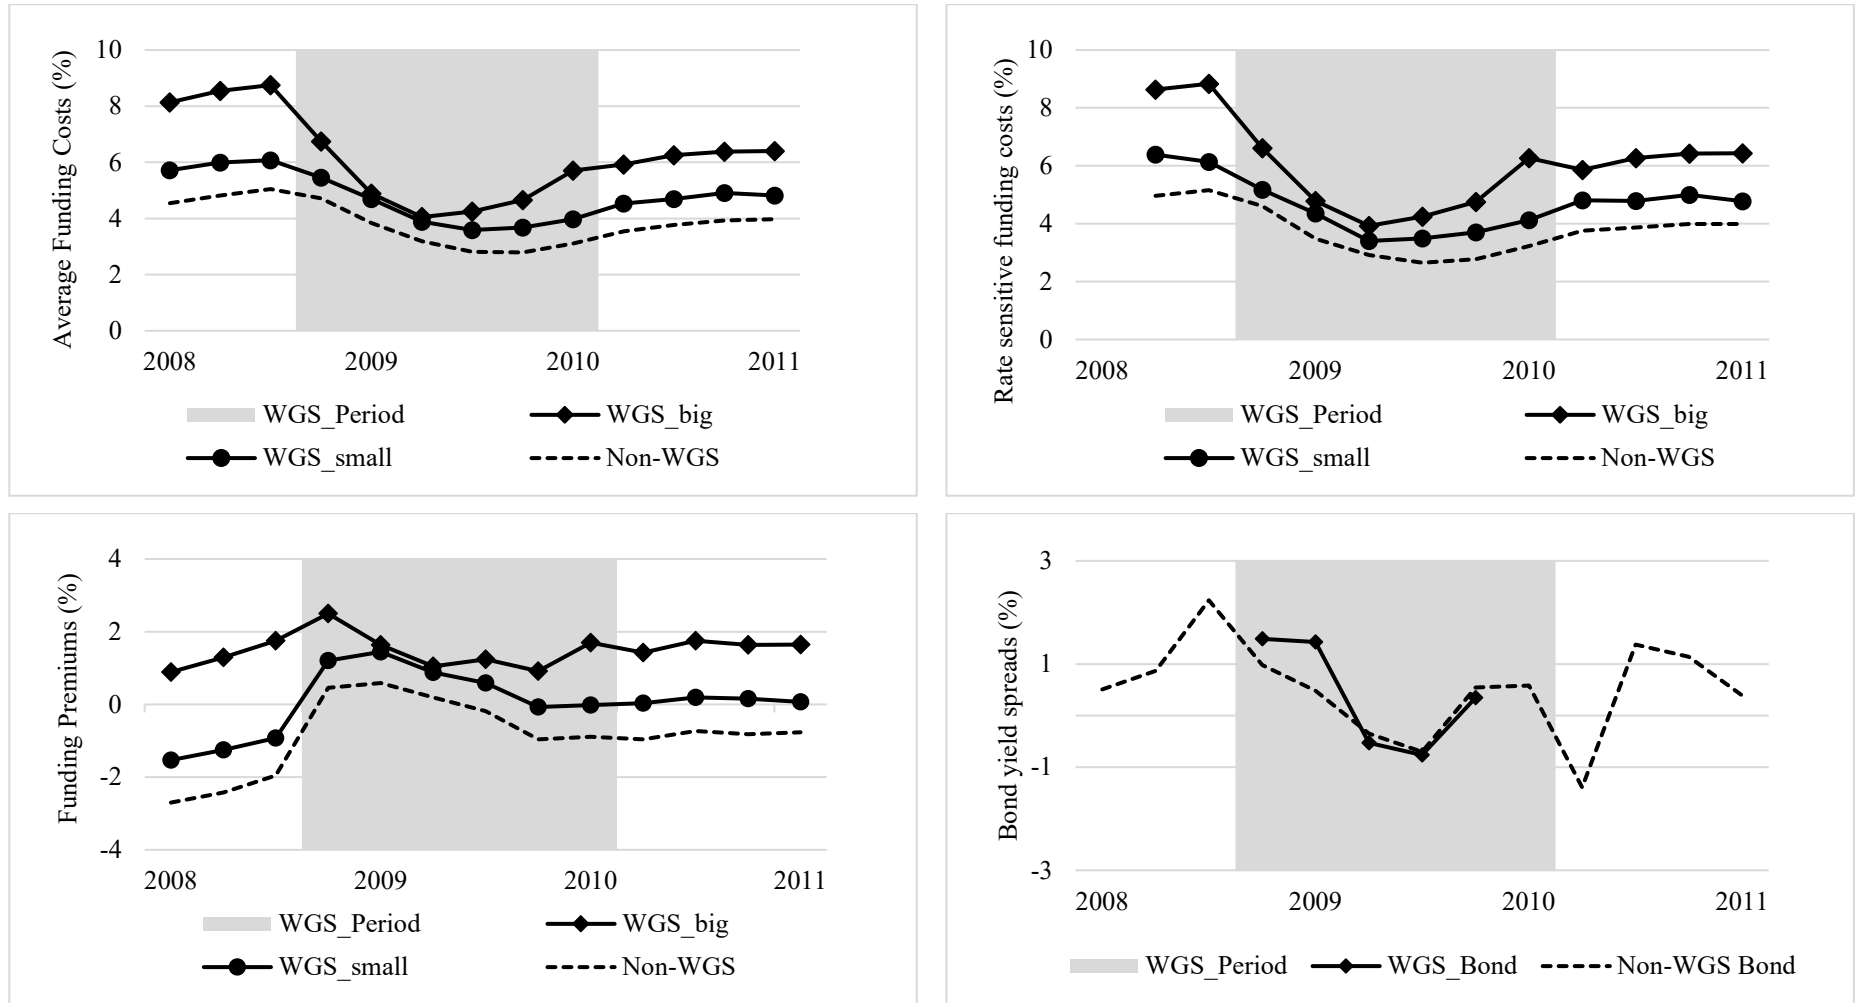 Average Funding Costs (%)
10
8
6
4
2
0
2008 2009 2010 2011
WGS_Period WGS_big
WGS_small Non-WGS
Rate sensitive funding costs (%)
10
8
6
4
2
0
2008 2009 2010 2011
WGS_Period WGS_big
WGS_small Non-WGS
Funding Premiums (%)
4
2
0
-2
-4
2008 2009 2010 2011
WGS_Period WGS_big
WGS_small Non-WGS
Bond yield spreads (%)
3
1
-1
-3
2008 2009 2010 2011
WGS_Period WGS_Bond Non-WGS Bond